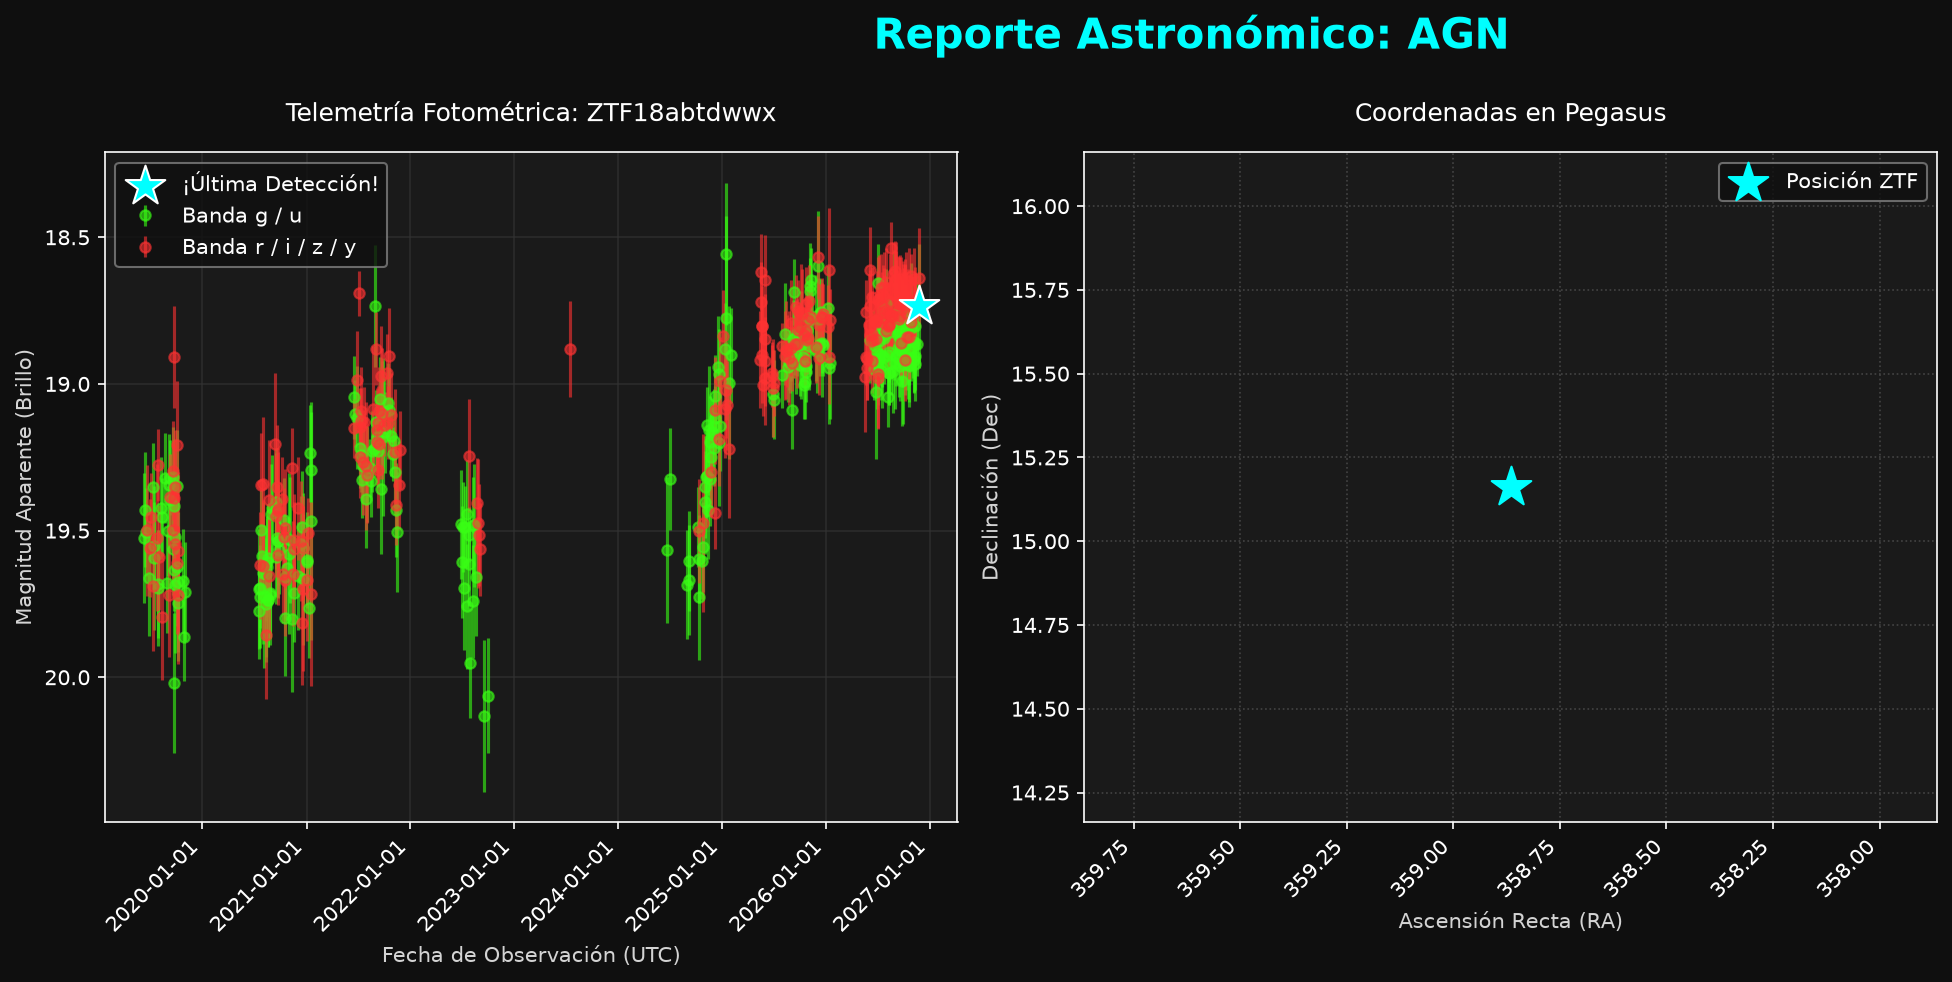 Reporte Astronómico: AGN
Telemetría Fotométrica: ZTF18abtdwwx
¡Última Detección!
Banda g / u
Banda r / i / z / y
Magnitud Aparente (Brillo)
18.5
19.0
19.5
20.0
2020-01-01
2021-01-01
2022-01-01
2023-01-01
2024-01-01
2025-01-01
2026-01-01
2027-01-01
Fecha de Observación (UTC)
Coordenadas en Pegasus
Posición ZTF
Declinación (Dec)
16.00
15.75
15.50
15.25
15.00
14.75
14.50
14.25
359.75
359.50
359.25
359.00
358.75
358.50
358.25
358.00
Ascensión Recta (RA)